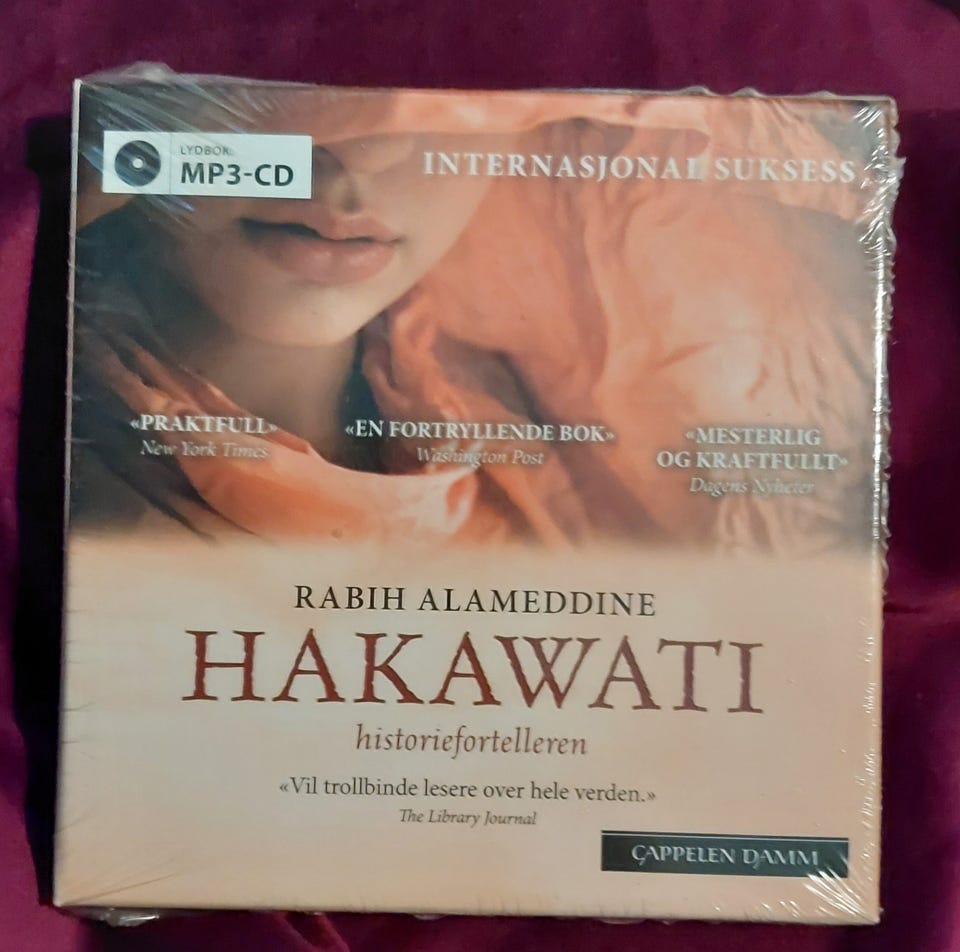 LYDBOK:
MP3-CD
INTERNASJONAL SUKSESS
«PRAKTFULL»
New York Times
«EN FORTRYLLENDE BOK»
Washington Post
«MESTERLIG
OG KRAFTFULLT»
Dagens Nyheter
RABIH ALAMEDDINE
HAKAWATI
historiefortelleren
«Vil trollbinde lesere over hele verden.»
The Library Journal
CAPPELEN DAMM